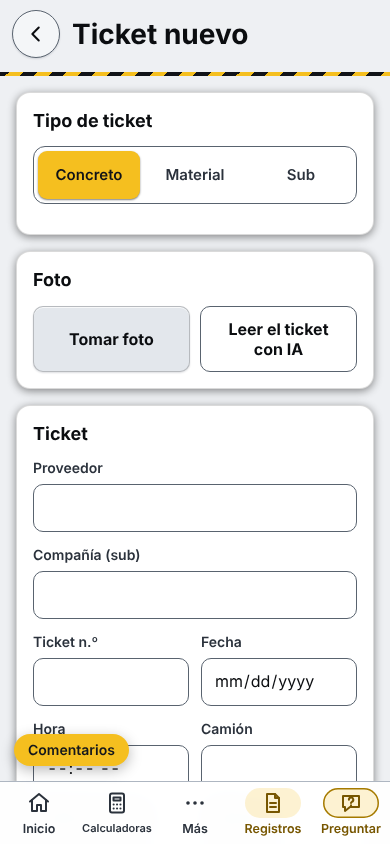 Ticket nuevo
Tipo de ticket
Concreto
Material
Sub
Foto
Tomar foto
Leer el ticket
con IA
Ticket
Proveedor
Compañía (sub)
Ticket n.º
Fecha
mm/dd/yyyy
Hora
Camión
Comentarios
--:-- --
Inicio
Calculadoras
Más
Registros
Preguntar